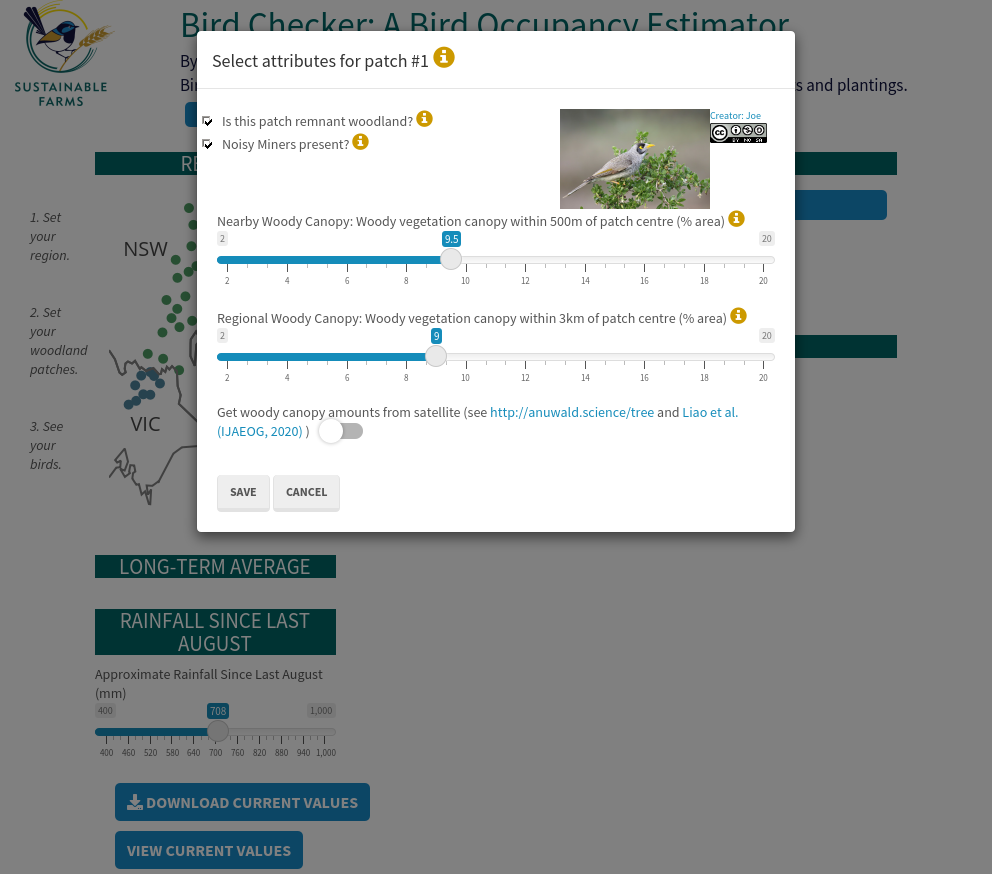 Bird Checker: A Bird Occupancy Estimator
SUSTAINABLE
FARMS
By
Bir
s and plantings.
Select attributes for patch #1
Is this patch remnant woodland?
Noisy Miners present?
Creator: Joe
CC BY NC SA
Nearby Woody Canopy: Woody vegetation canopy within 500m of patch centre (% area)
2 9.5 20
2 4 6 8 10 12 14 16 18 20
Regional Woody Canopy: Woody vegetation canopy within 3km of patch centre (% area)
2 9 20
2 4 6 8 10 12 14 16 18 20
Get woody canopy amounts from satellite (see http://anuwald.science/tree and Liao et al.
(IJAEOG, 2020) )
SAVE CANCEL
RE
1. Set
your
region.
NSW
2. Set
your
woodland
patches.
VIC
3. See
your
birds.
LONG-TERM AVERAGE
RAINFALL SINCE LAST
AUGUST
Approximate Rainfall Since Last August
(mm)
400 708 1,000
400 460 520 580 640 700 760 820 880 940 1,000
DOWNLOAD CURRENT VALUES
VIEW CURRENT VALUES